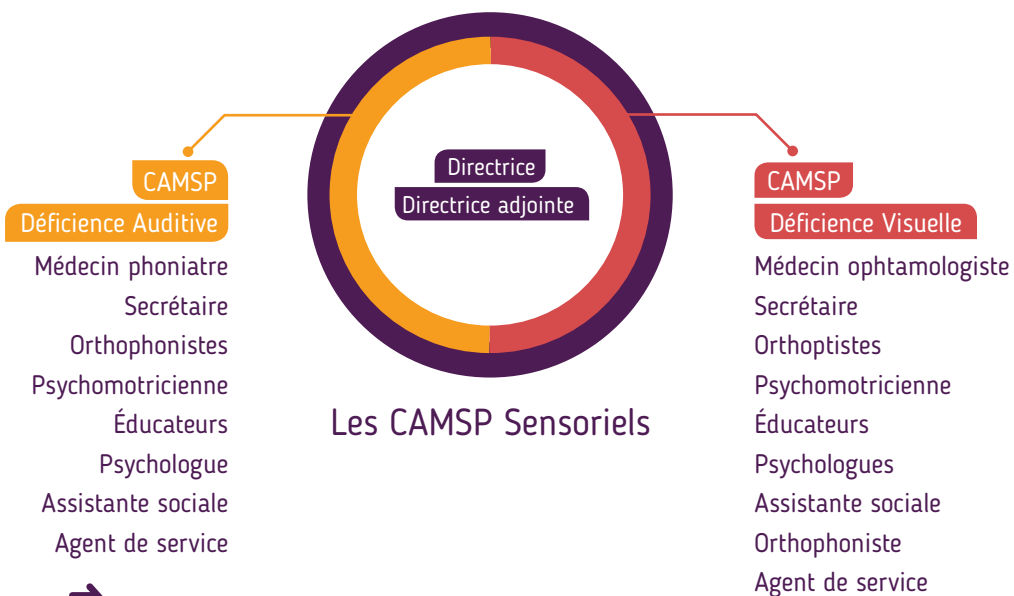 Directrice
Directrice adjointe
CAMSP
Déficience Auditive
Médecin phoniatre
Secrétaire
Orthophonistes
Psychomotricienne
Éducateurs
Psychologue
Assistante sociale
Agent de service
Les CAMSP Sensoriels
CAMSP
Déficience Visuelle
Médecin ophtamologiste
Secrétaire
Orthoptistes
Psychomotricienne
Éducateurs
Psychologues
Assistante sociale
Orthophoniste
Agent de service